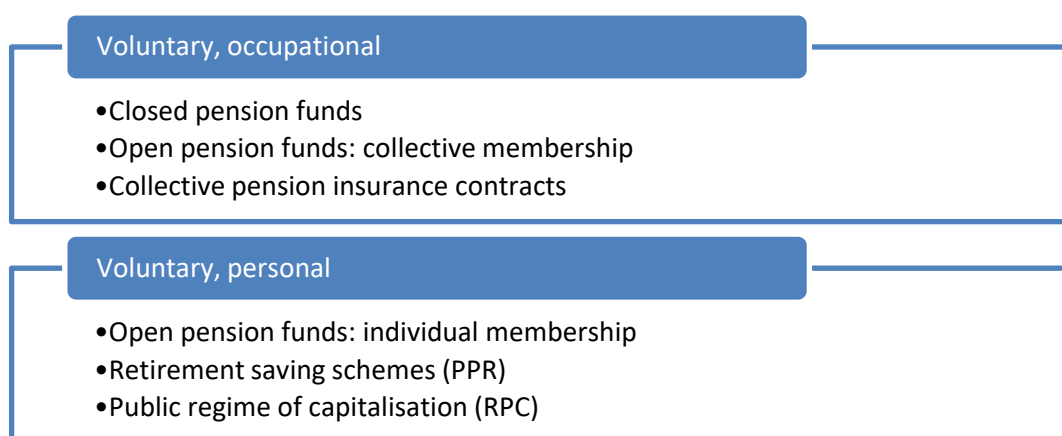 Voluntary, occupational
•Closed pension funds
•Open pension funds: collective membership
•Collective pension insurance contracts
Voluntary, personal
•Open pension funds: individual membership
•Retirement saving schemes (PPR)
•Public regime of capitalisation (RPC)